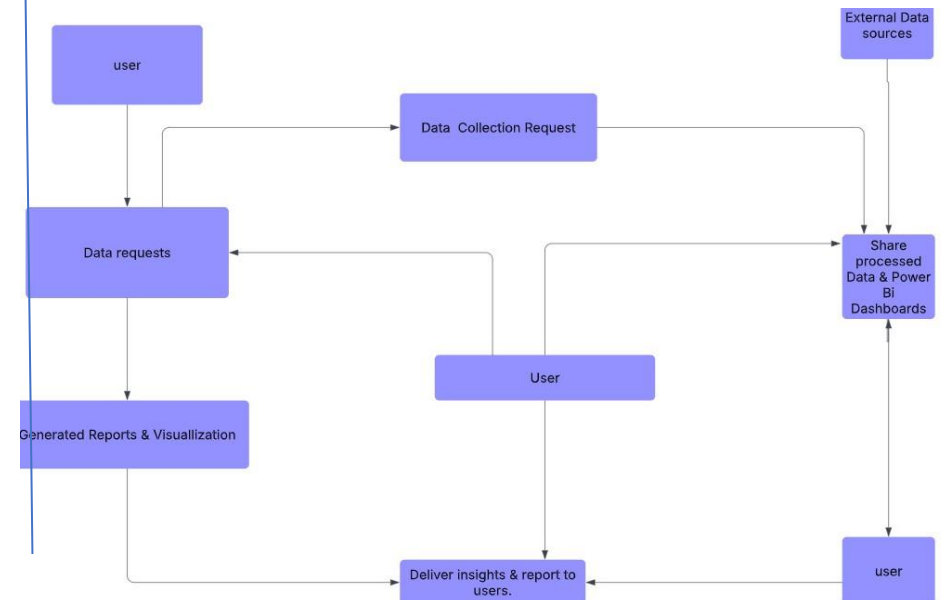 External Data
sources
user
Data  Collection Request
Data requests
Share
processed
Data & Power
Bi
Dashboards
User
Generated Reports & Visuallization
Deliver insights & report to
users.
user